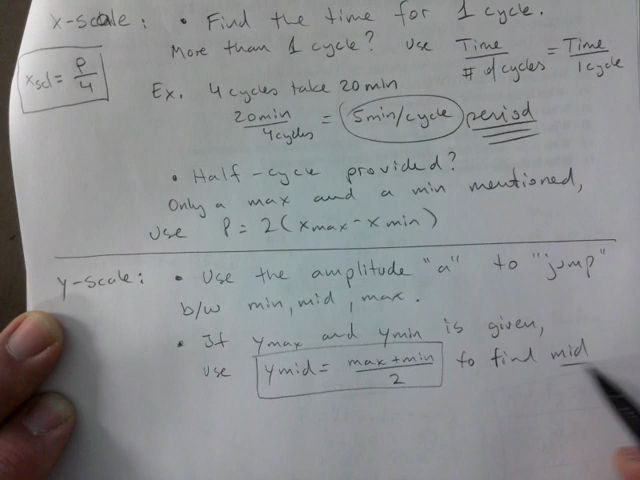 x-scale: • Find the time for 1 cycle.
More than 1 cycle? use Time / # of cycles = Time / 1 cycle
xscl = P/4
Ex. 4 cycles take 20 min
20 min / 4 cycles = 5 min/cycle period
• Half-cycle provided?
Only a max and a min mentioned,
use P = 2(xmax - xmin)
y-scale: • Use the amplitude "a" to "jump"
b/w min, mid, max.
• If ymax and ymin is given,
use ymid = max + min / 2 to find mid